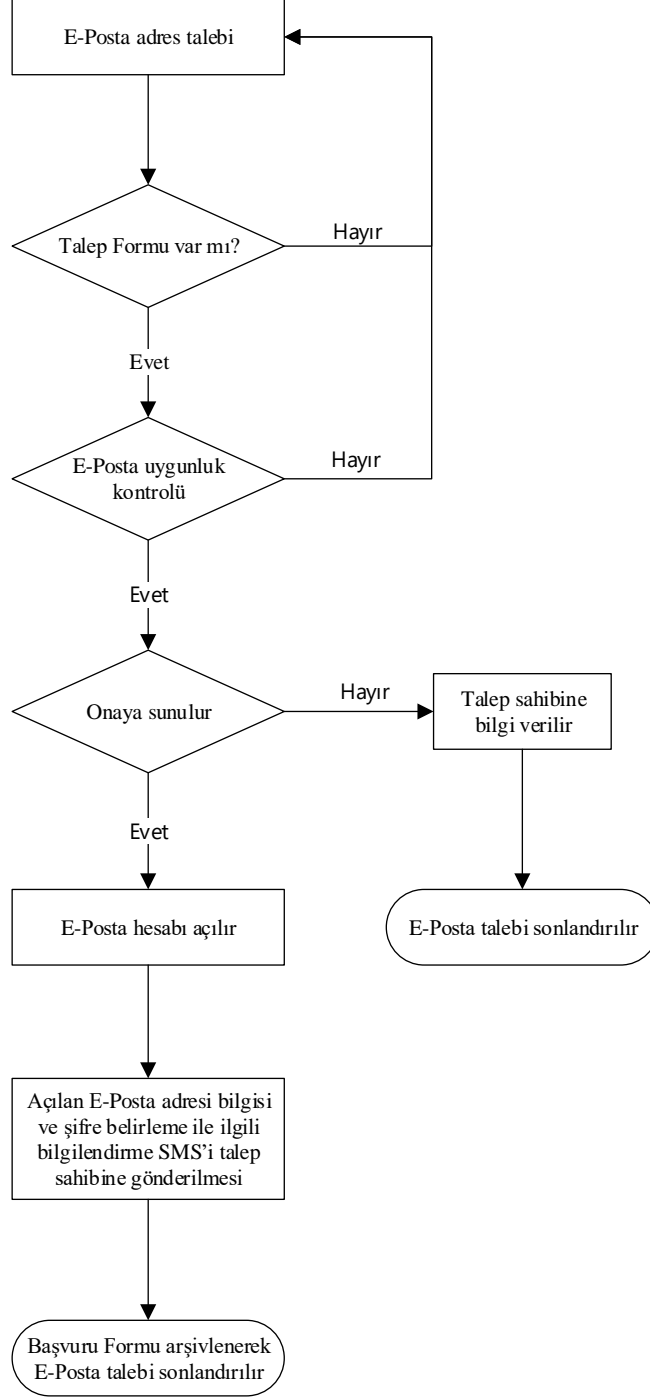 E-Posta adres talebi
Talep Formu var mı?
Hayır
Evet
E-Posta uygunluk
kontrolü
Hayır
Evet
Onaya sunulur
Hayır
Talep sahibine
bilgi verilir
Evet
E-Posta hesabı açılır
E-Posta talebi sonlandırılır
Açılan E-Posta adresi bilgisi
ve şifre belirleme ile ilgili
bilgilendirme SMS’i talep
sahibine gönderilmesi
Başvuru Formu arşivlenerek
E-Posta talebi sonlandırılır